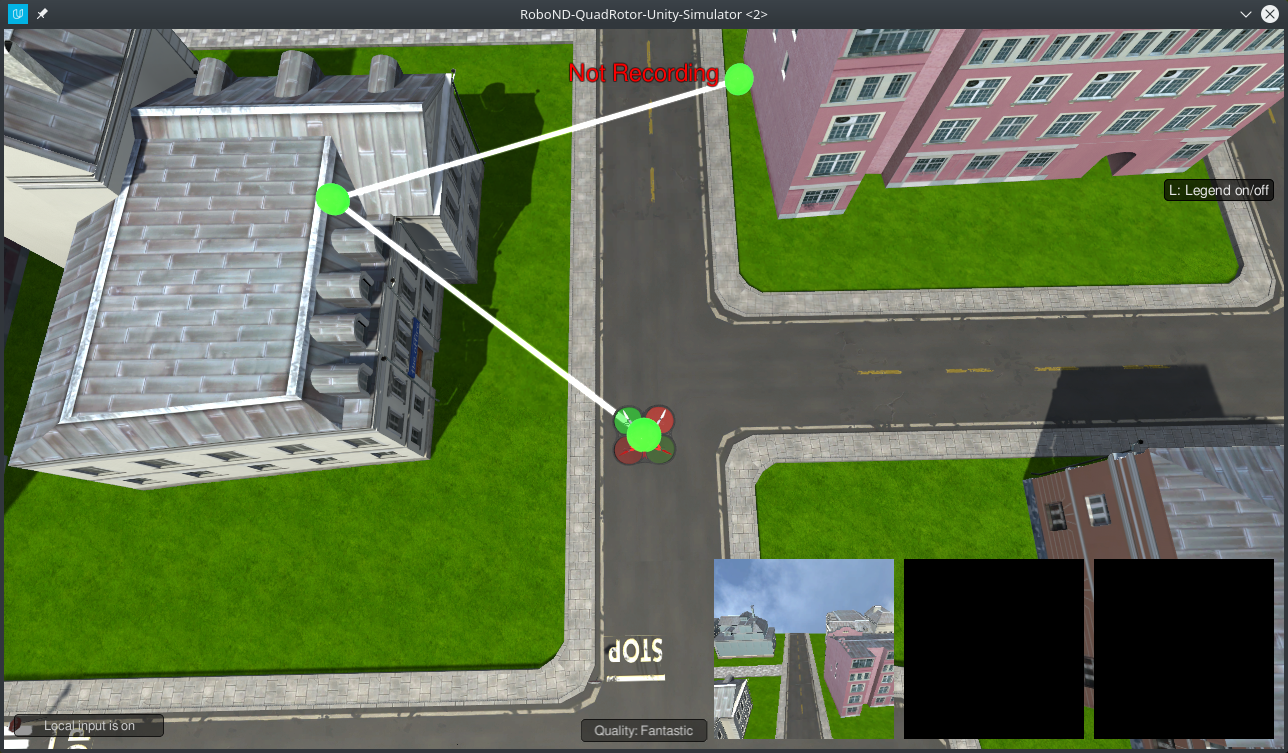 RoboND-QuadRotor-Unity-Simulator <2>
Not Recording
L: Legend on/off
STOP
Local input is on
Quality: Fantastic